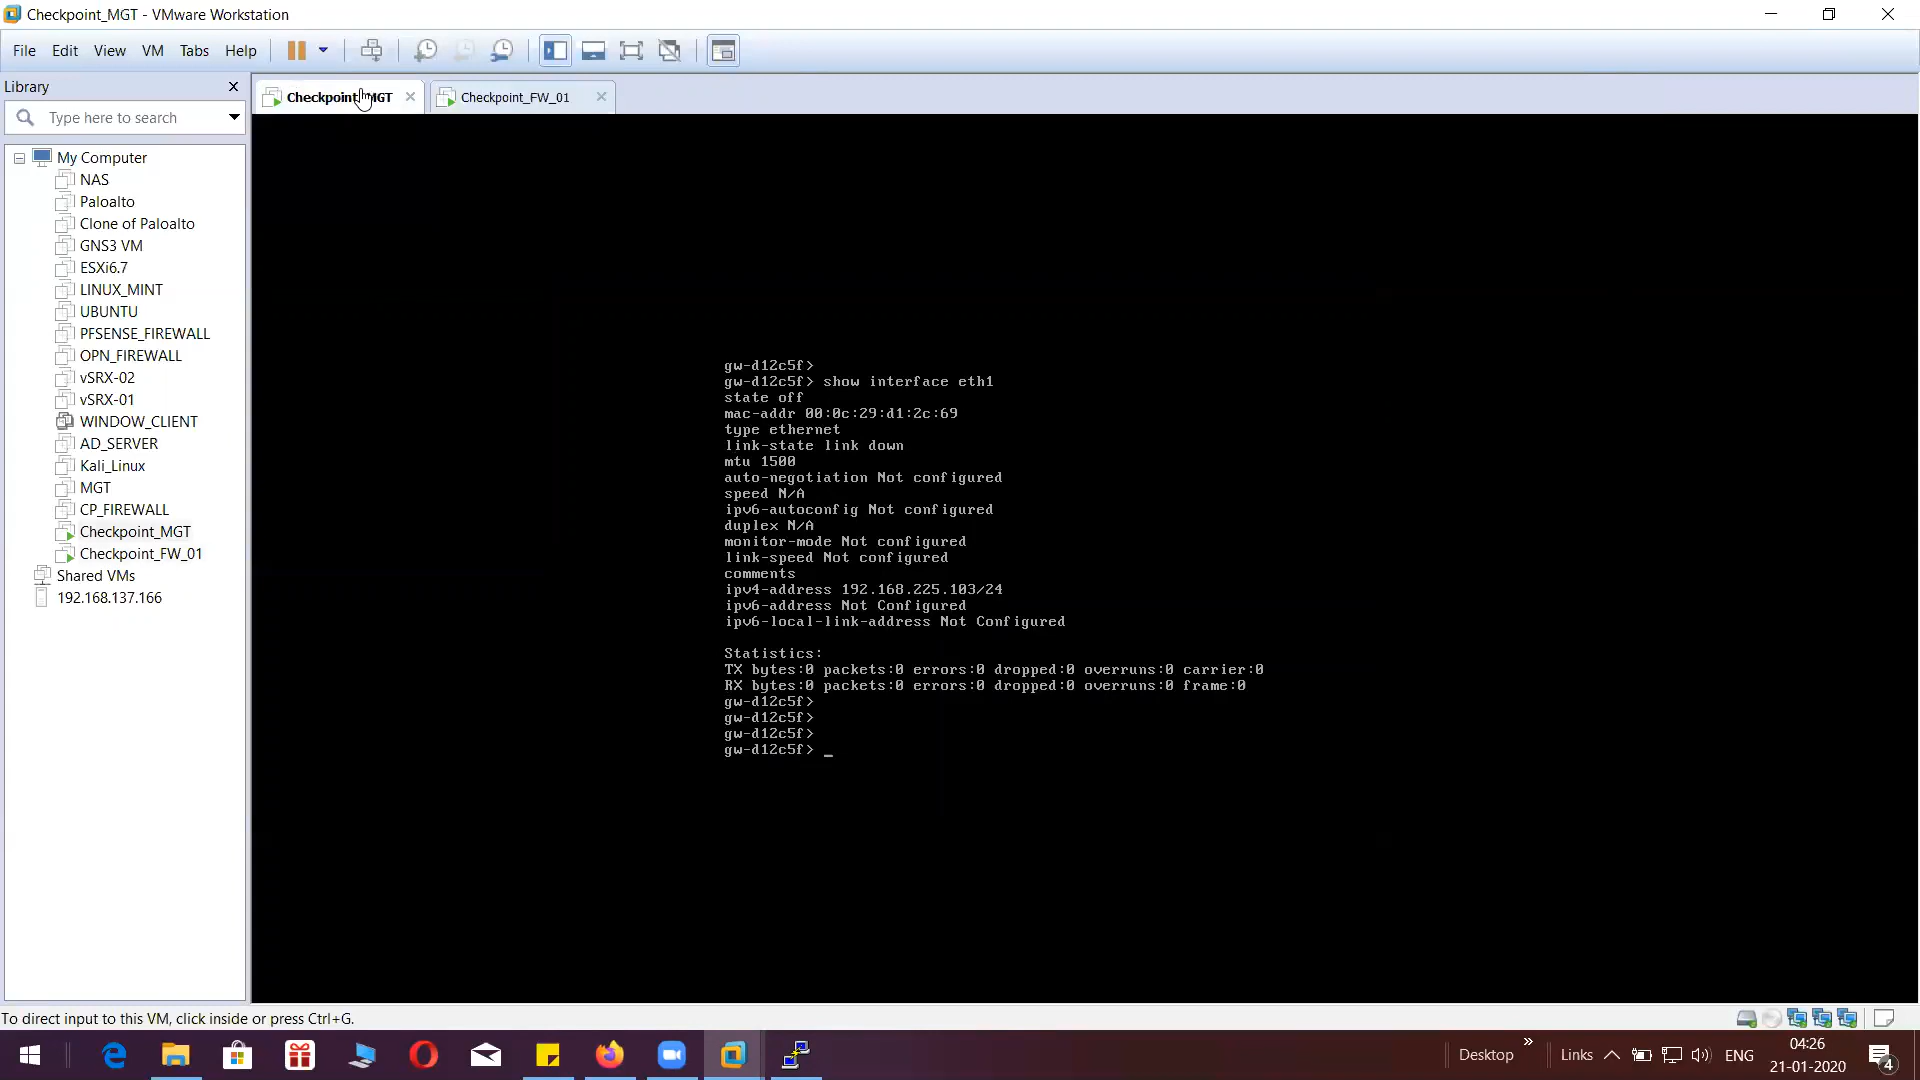 Checkpoint_MGT - VMware Workstation
File Edit View VM Tabs Help
Library
Checkpoint_MGT
Checkpoint_FW_01
Type here to search
My Computer
NAS
Paloalto
Clone of Paloalto
GNS3 VM
ESXi6.7
LINUX_MINT
UBUNTU
PFSENSE_FIREWALL
OPN_FIREWALL
vSRX-02
vSRX-01
WINDOW_CLIENT
AD_SERVER
Kali_Linux
MGT
CP_FIREWALL
Checkpoint_MGT
Checkpoint_FW_01
Shared VMs
192.168.137.166
gw-d12c5f>
gw-d12c5f> show interface eth1
state off
mac-addr 00:0c:29:d1:2c:69
type ethernet
link-state link down
mtu 1500
auto-negotiation Not configured
speed N/A
ipv6-autoconfig Not configured
duplex N/A
monitor-mode Not configured
link-speed Not configured
comments
ipv4-address 192.168.225.103/24
ipv6-address Not Configured
ipv6-local-link-address Not Configured
Statistics:
TX bytes:0 packets:0 errors:0 dropped:0 overruns:0 carrier:0
RX bytes:0 packets:0 errors:0 dropped:0 overruns:0 frame:0
gw-d12c5f>
gw-d12c5f>
gw-d12c5f>
gw-d12c5f> _
To direct input to this VM, click inside or press Ctrl+G.
Desktop
Links
ENG
04:26
21-01-2020
4